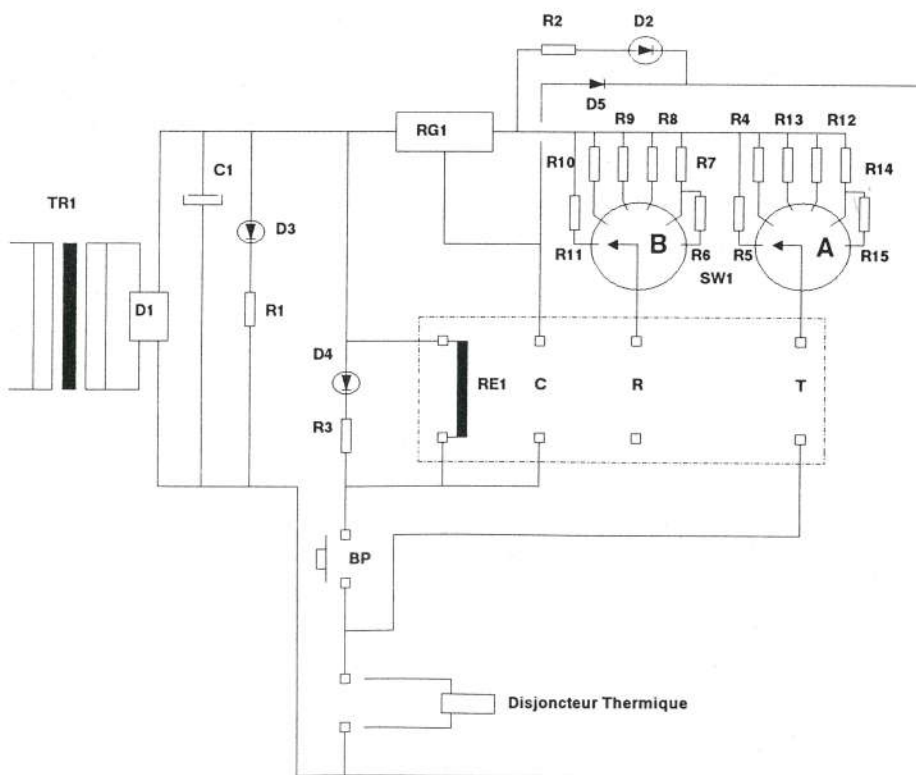 R2 D2
D5
RG1
R9 R8 R4 R13 R12
R10 R7 R14
C1
TR1
D3
R11 B R6 R5 A R15
SW1
D1 R1
D4
RE1 C R T
R3
BP
Disjoncteur Thermique